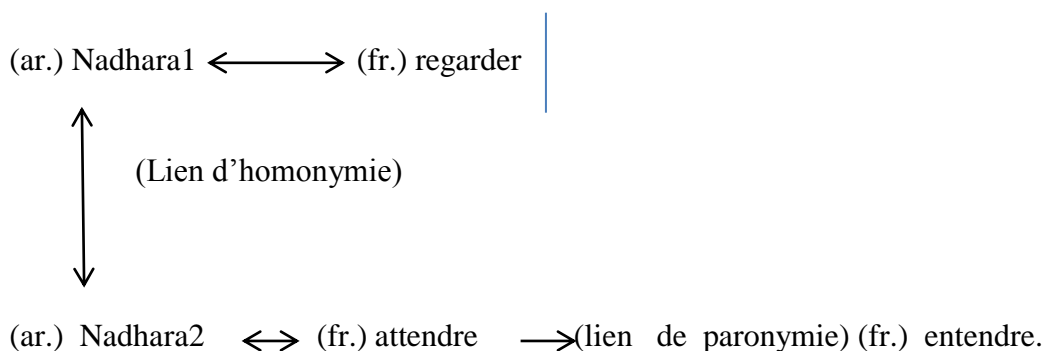 (ar.) Nadhara1 (fr.) regarder
(Lien d’homonymie)
(ar.) Nadhara2 (fr.) attendre (lien de paronymie) (fr.) entendre.